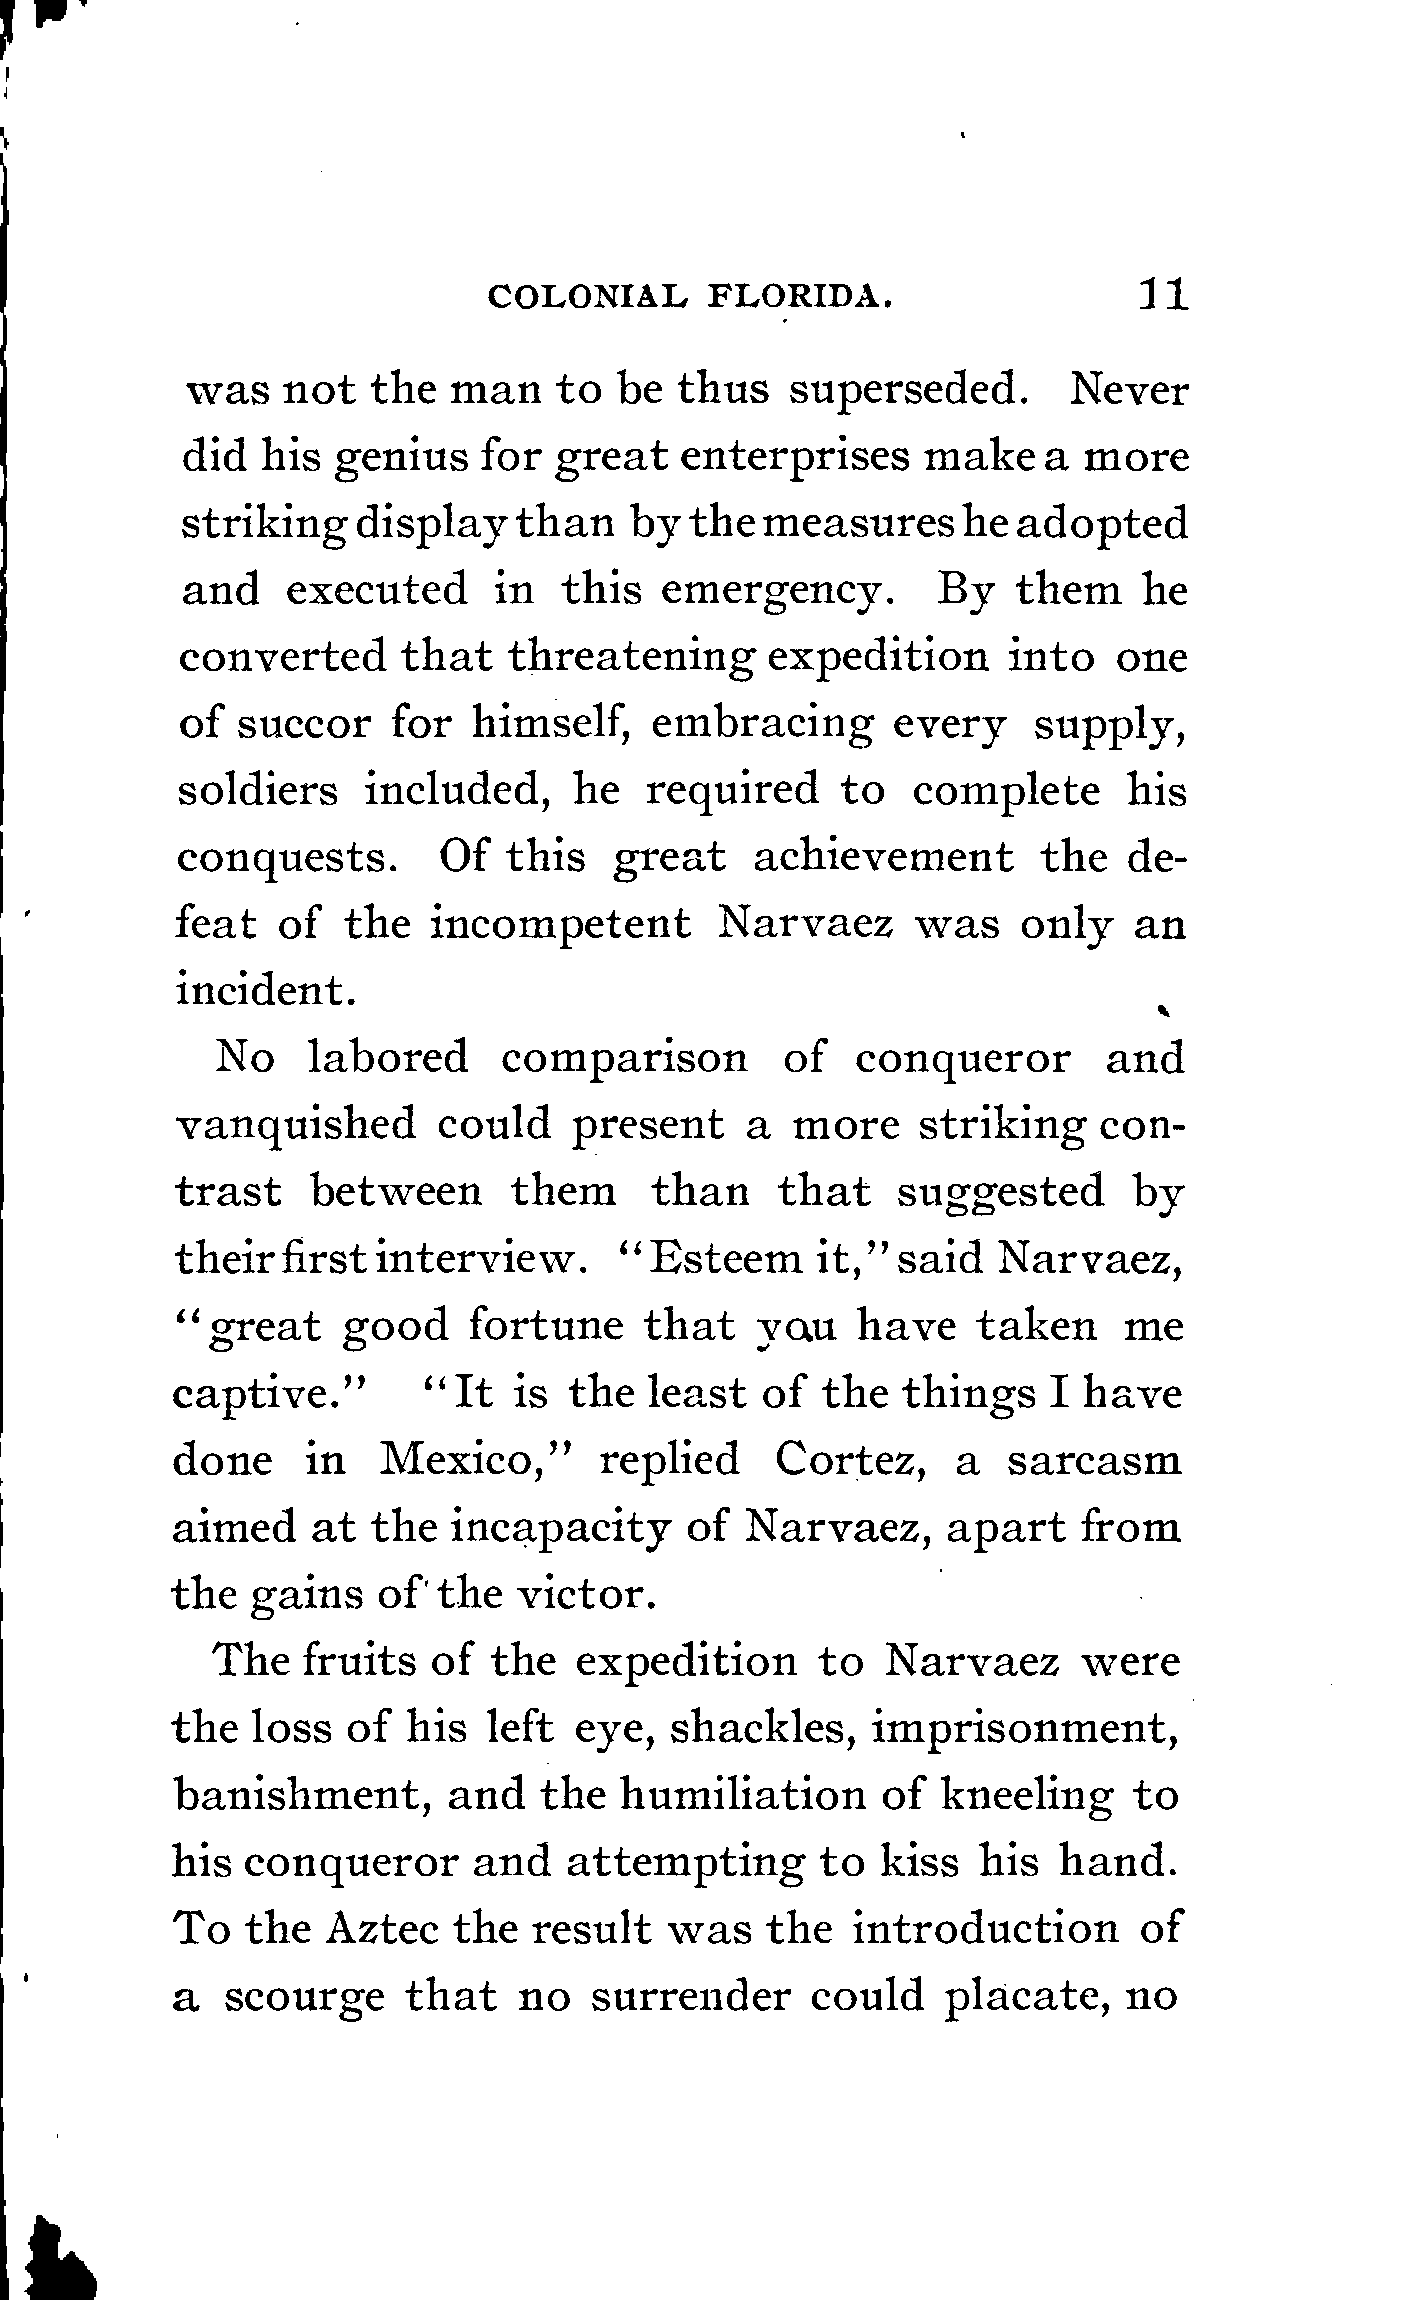 COLONIAL FLORIDA. 11
was not the man to be thus superseded. Never
did his genius for great enterprises make a more
striking display than by the measures he adopted
and executed in this emergency. By them he
converted that threatening expedition into one
of succor for himself, embracing every supply,
soldiers included, he required to complete his
conquests. Of this great achievement the de-
feat of the incompetent Narvaez was only an
incident.
No labored comparison of conqueror and
vanquished could present a more striking con-
trast between them than that suggested by
their first interview. "Esteem it," said Narvaez,
"great good fortune that you have taken me
captive." "It is the least of the things I have
done in Mexico," replied Cortez, a sarcasm
aimed at the incapacity of Narvaez, apart from
the gains of the victor.
The fruits of the expedition to Narvaez were
the loss of his left eye, shackles, imprisonment,
banishment, and the humiliation of kneeling to
his conqueror and attempting to kiss his hand.
To the Aztec the result was the introduction of
a scourge that no surrender could placate, no